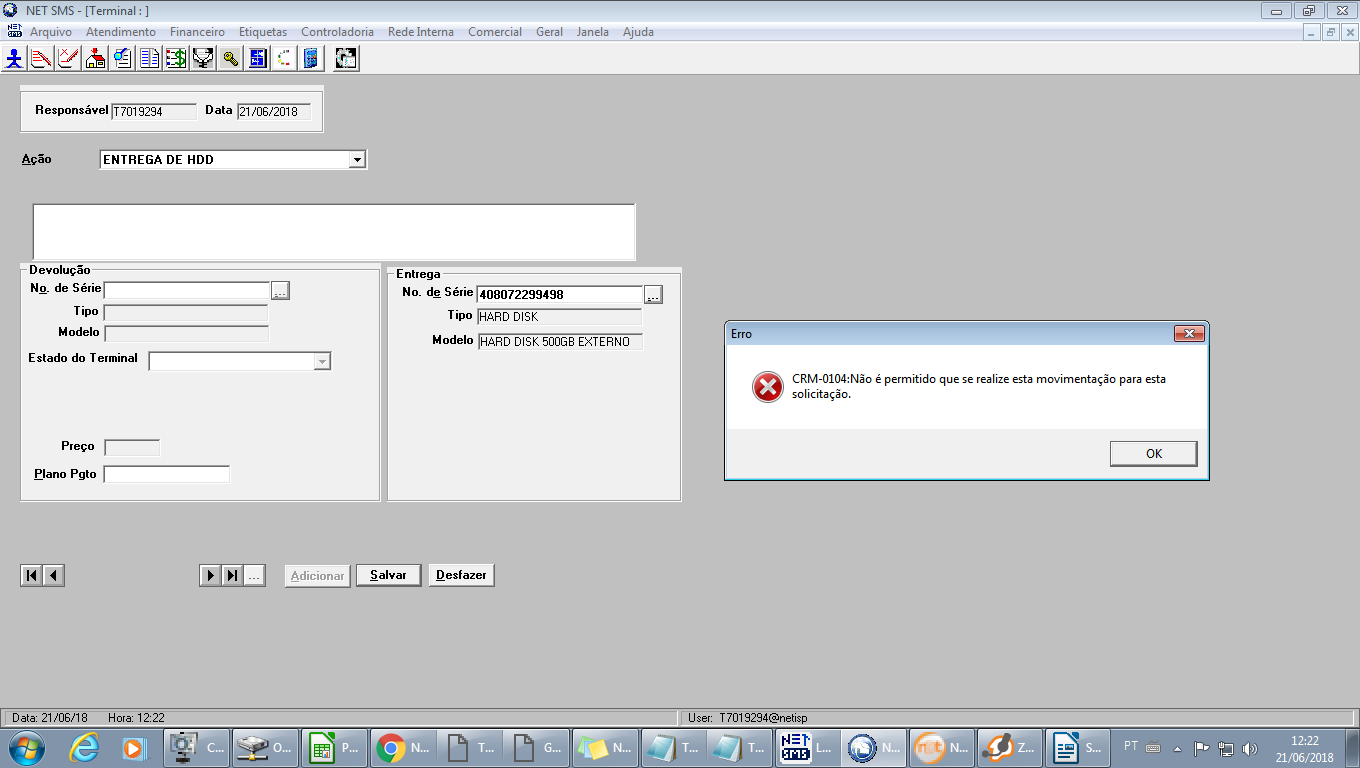 NET SMS - [Terminal : ]
Arquivo Atendimento Financeiro Etiquetas Controladoria Rede Interna Comercial Geral Janela Ajuda
Responsável T7019294 Data 21/06/2018
Ação ENTREGA DE HDD
Devolução
No. de Série ...
Tipo
Modelo
Estado do Terminal
Preço
Plano Pgto
Entrega
No. de Série 408072299498 ...
Tipo HARD DISK
Modelo HARD DISK 500GB EXTERNO
Erro
CRM-0104:Não é permitido que se realize esta movimentação para esta
solicitação.
OK
... Adicionar Salvar Desfazer
Data: 21/06/18 Hora: 12:22 User: T7019294@netisp
C... O... P... N... T... G... N... T... T... NET SMS L... N... net N... Z... S... PT 12:22
21/06/2018